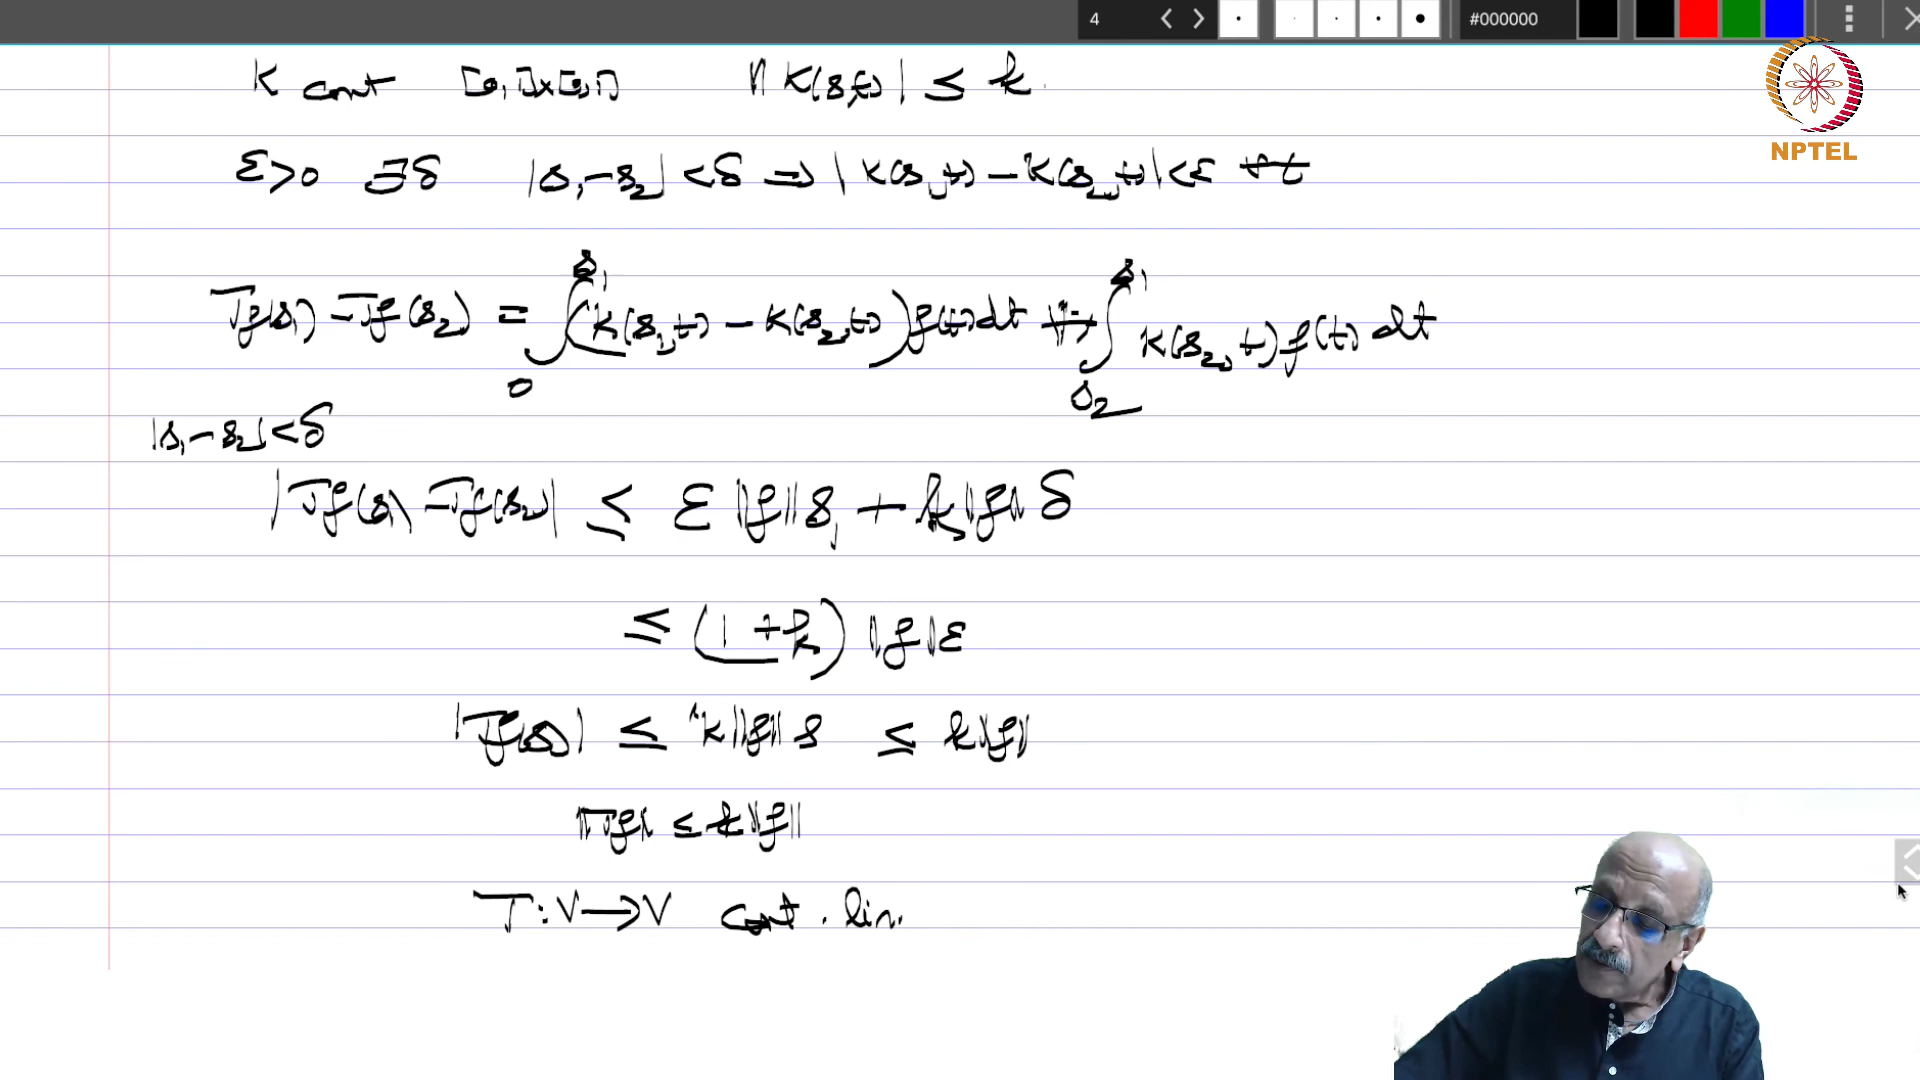 4 #000000
NPTEL
K cont [0,1]x[0,1] |K(s,t)| ≤ k.
ε>0 ∃δ |s₁-s₂| <δ ⇒ |K(s₁,t) - K(s₂,t)|<ε ∀t
Tf(s₁) - Tf(s₂) = ∫₀^s₁ (K(s₁,t) - K(s₂,t)) f(t)dt + ∫_s₂^s₁ K(s₂,t) f(t) dt
|s₁-s₂| <δ
|Tf(s₁) - Tf(s₂)| ≤ ε ||f|| s₁ + k ||f|| δ
≤ (1+k) ||f|| ε
|Tf(s)| ≤ k||f|| s ≤ k||f||
||Tf|| ≤ k||f||
T: V → V cont. lin.